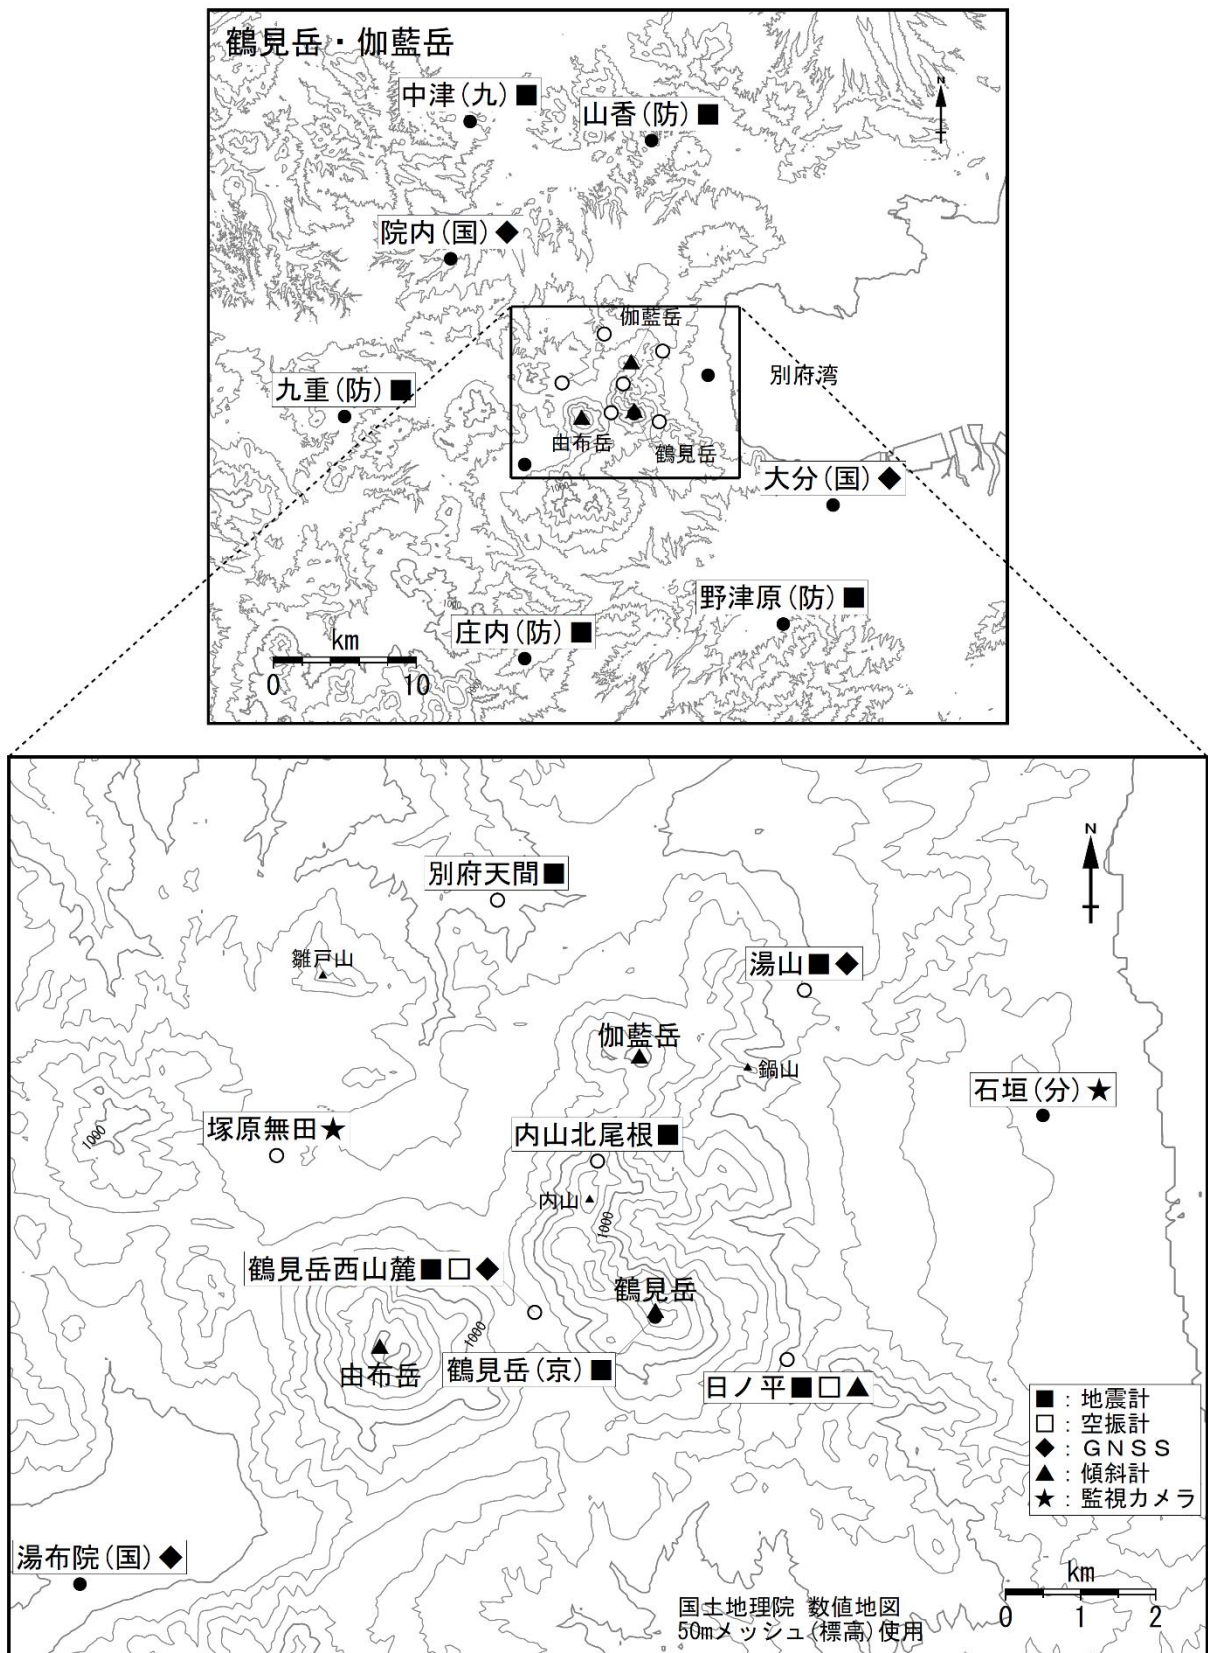 鶴見岳・伽藍岳
中津(九)■
山香(防)■
N
院内(国)◆
伽藍岳
別府湾
九重(防)■
由布岳
鶴見岳
大分(国)◆
1000
1000
野津原(防)■
庄内(防)■
km
0 10
1000
N
別府天間■
雛戸山
湯山■◆
伽藍岳
鍋山
石垣(分)★
1000
塚原無田★
内山北尾根■
内山
1000
鶴見岳西山麓■□◆
鶴見岳
1000
由布岳
鶴見岳(京)■
日ノ平■□▲
■:地震計
□:空振計
◆:GNSS
▲:傾斜計
★:監視カメラ
湯布院(国)◆
km
0 1 2
国土地理院 数値地図
50mメッシュ(標高)使用